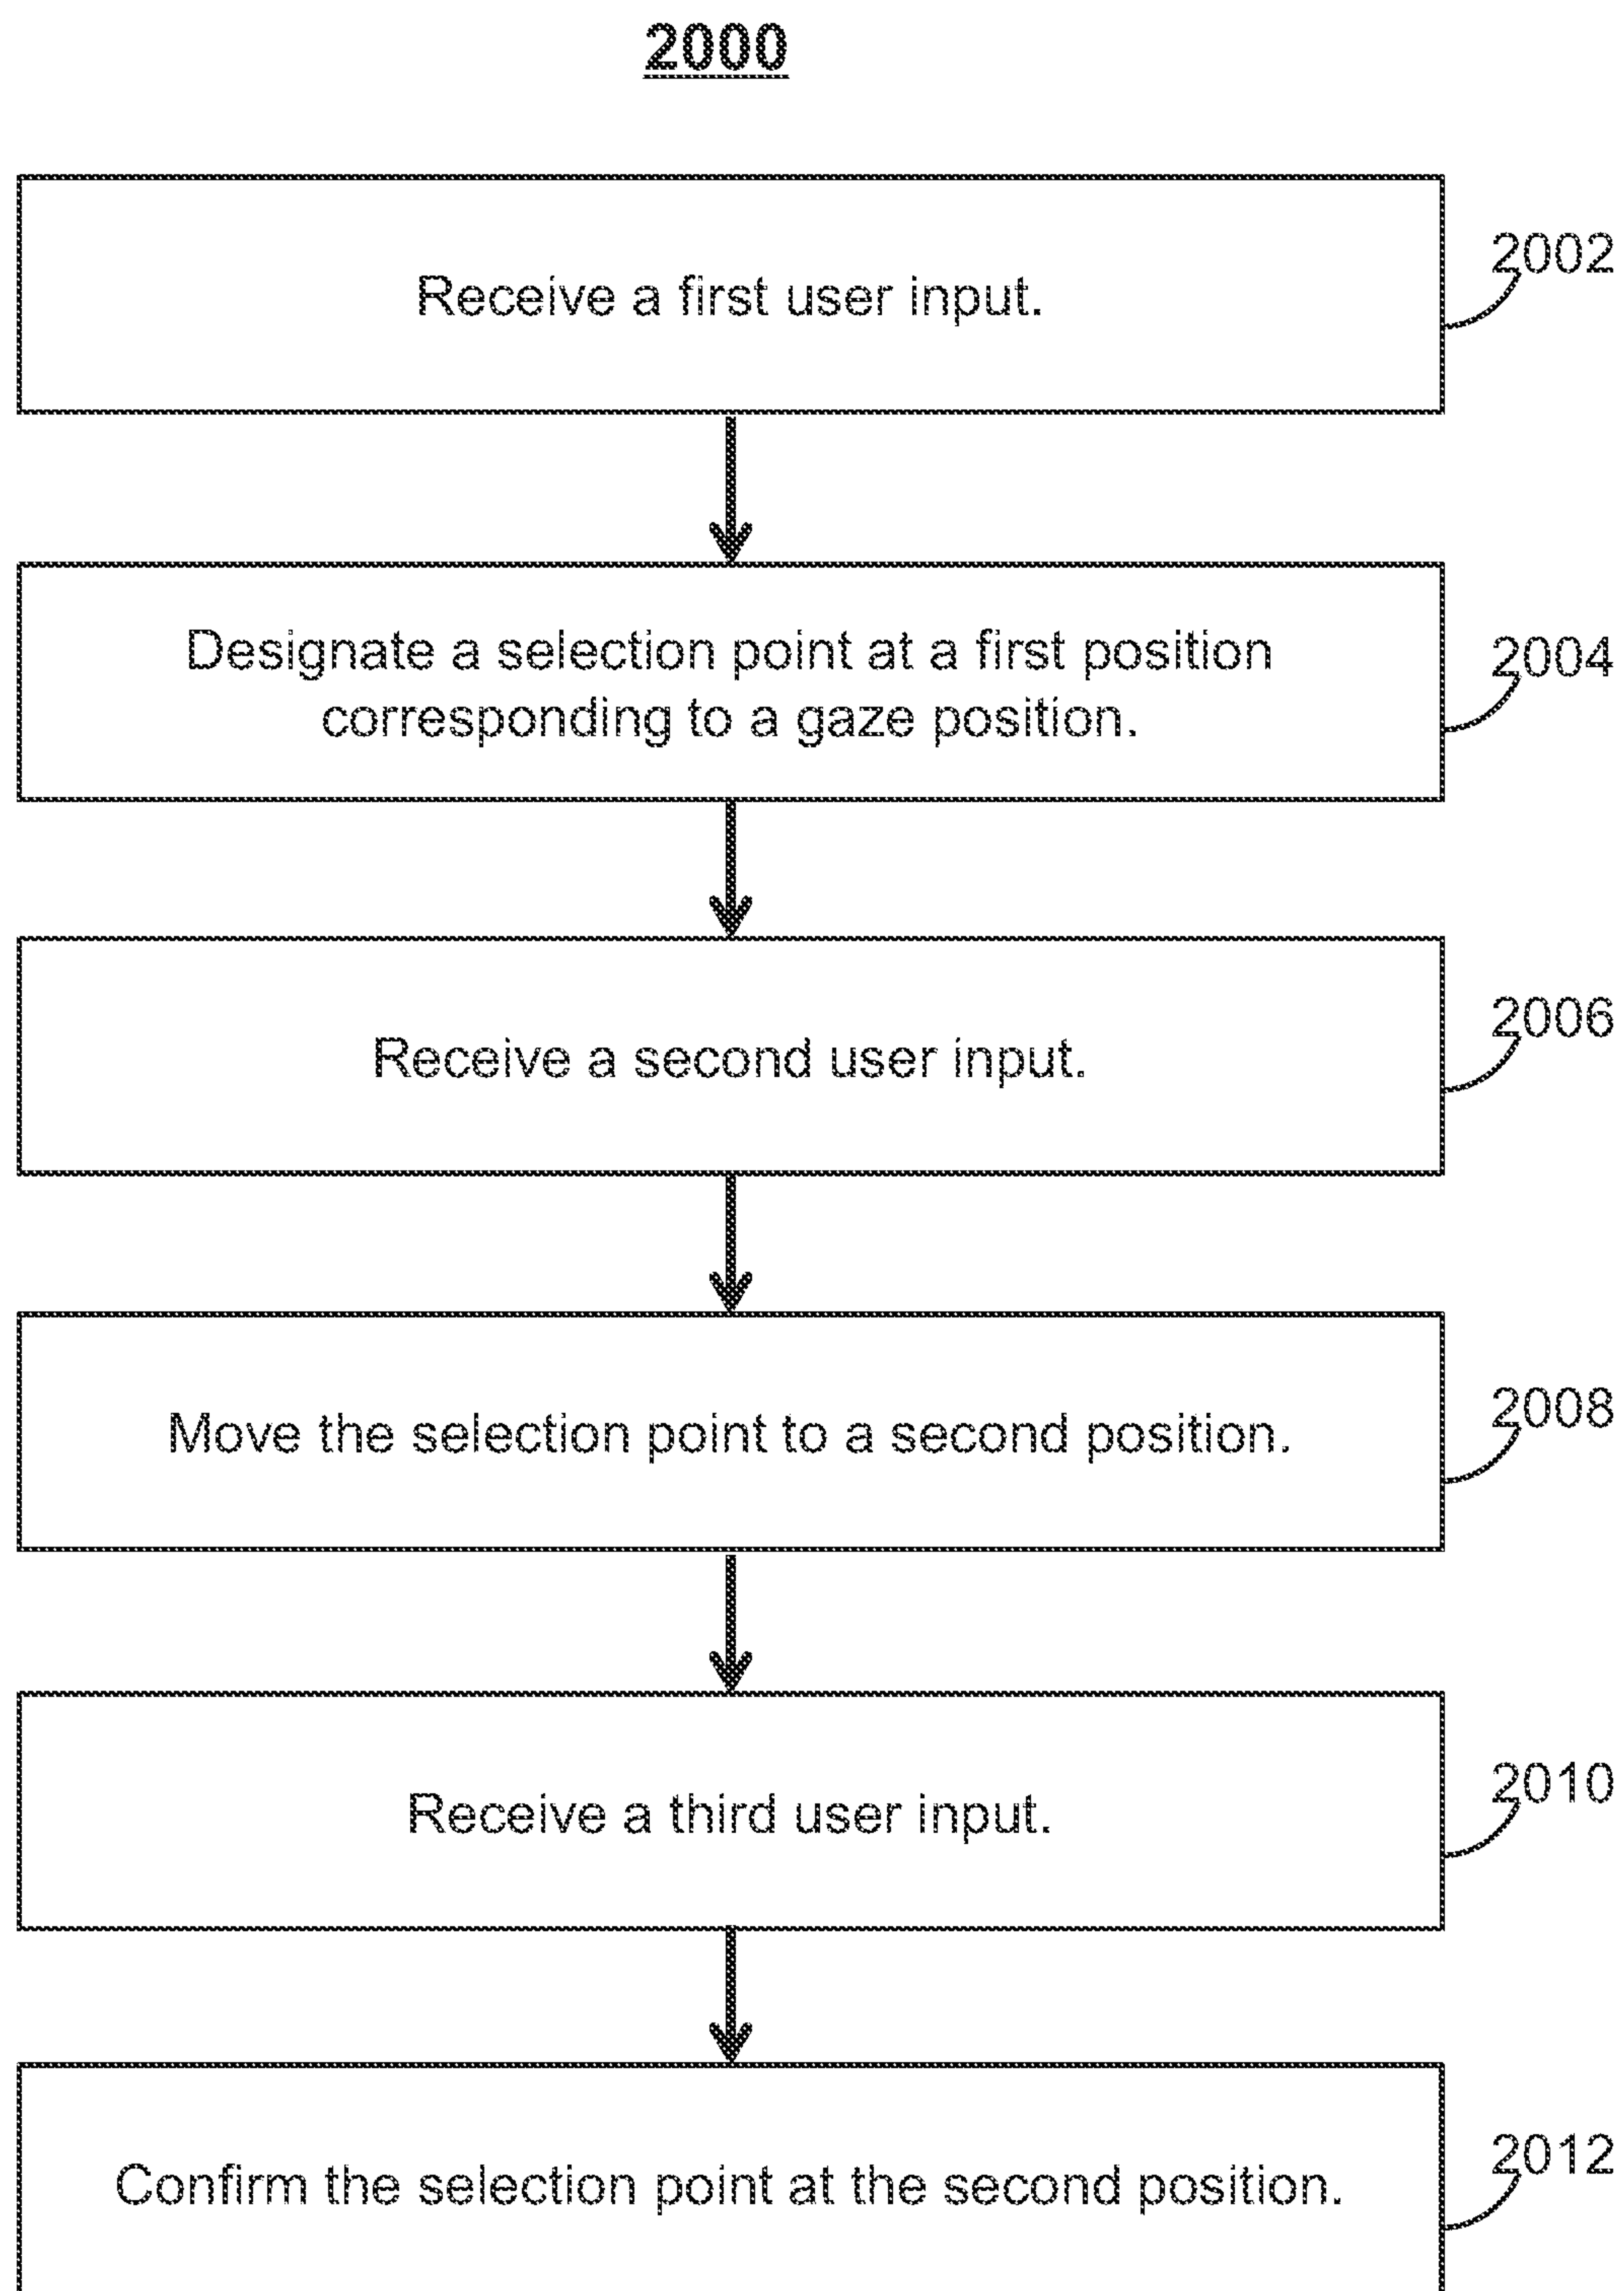 2000
Receive a first user input.
2002
Designate a selection point at a first position
corresponding to a gaze position.
2004
Receive a second user input.
2006
Move the selection point to a second position.
2008
Receive a third user input.
2010
Confirm the selection point at the second position.
2012